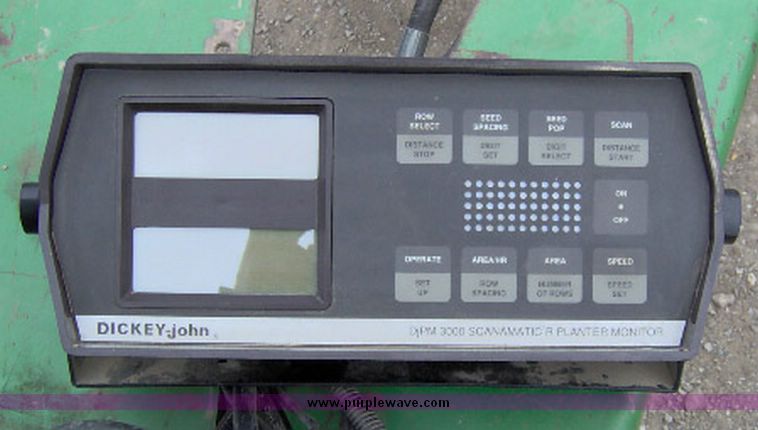 ROW SELECT
DISTANCE STOP
SEED SPACING
DIGIT SET
SEED POP
DIGIT SELECT
SCAN
DISTANCE START
ON
OFF
OPERATE
SET UP
AREA/HR
ROW SPACING
AREA
NUMBER OF ROWS
SPEED
SPEED SET
DICKEY-john
DjPM 3000 SCANAMATIC R PLANTER MONITOR
www.purplewave.com